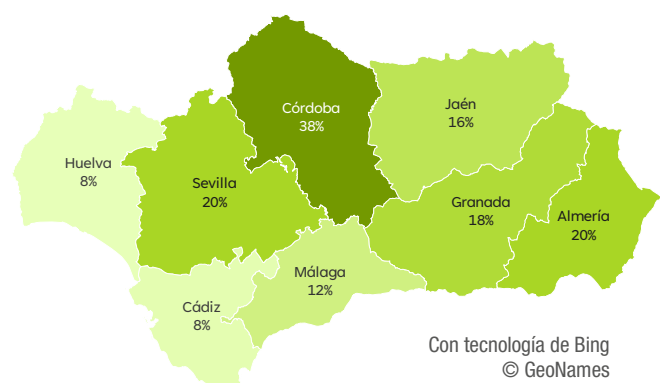 Córdoba
38%
Jaén
16%
Huelva
8%
Sevilla
20%
Granada
18%
Almería
20%
Málaga
12%
Cádiz
8%
Con tecnología de Bing
© GeoNames